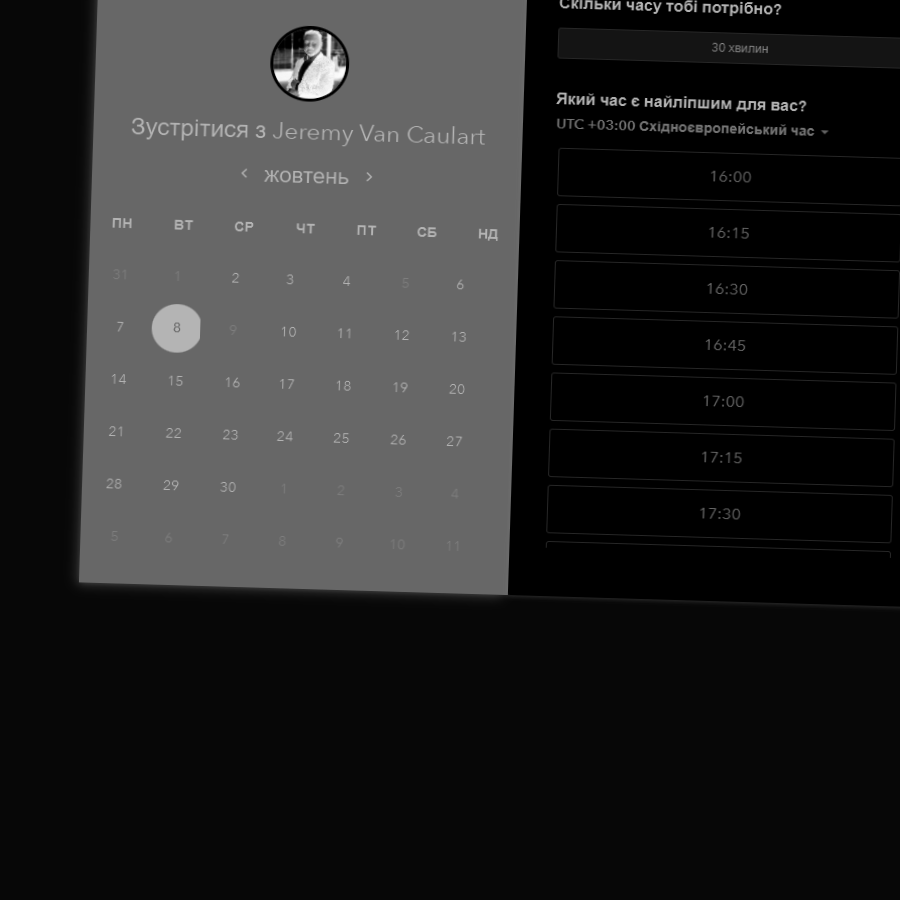 Зустрітися з Jeremy Van Caulart
жовтень
ПН ВТ СР ЧТ ПТ СБ НД
31 1 2 3 4 5 6
7 8 9 10 11 12 13
14 15 16 17 18 19 20
21 22 23 24 25 26 27
28 29 30 1 2 3 4
5 6 7 8 9 10 11
Скільки часу тобі потрібно?
30 хвилин
Який час є найліпшим для вас?
UTC +03:00 Східноєвропейський час
16:00
16:15
16:30
16:45
17:00
17:15
17:30